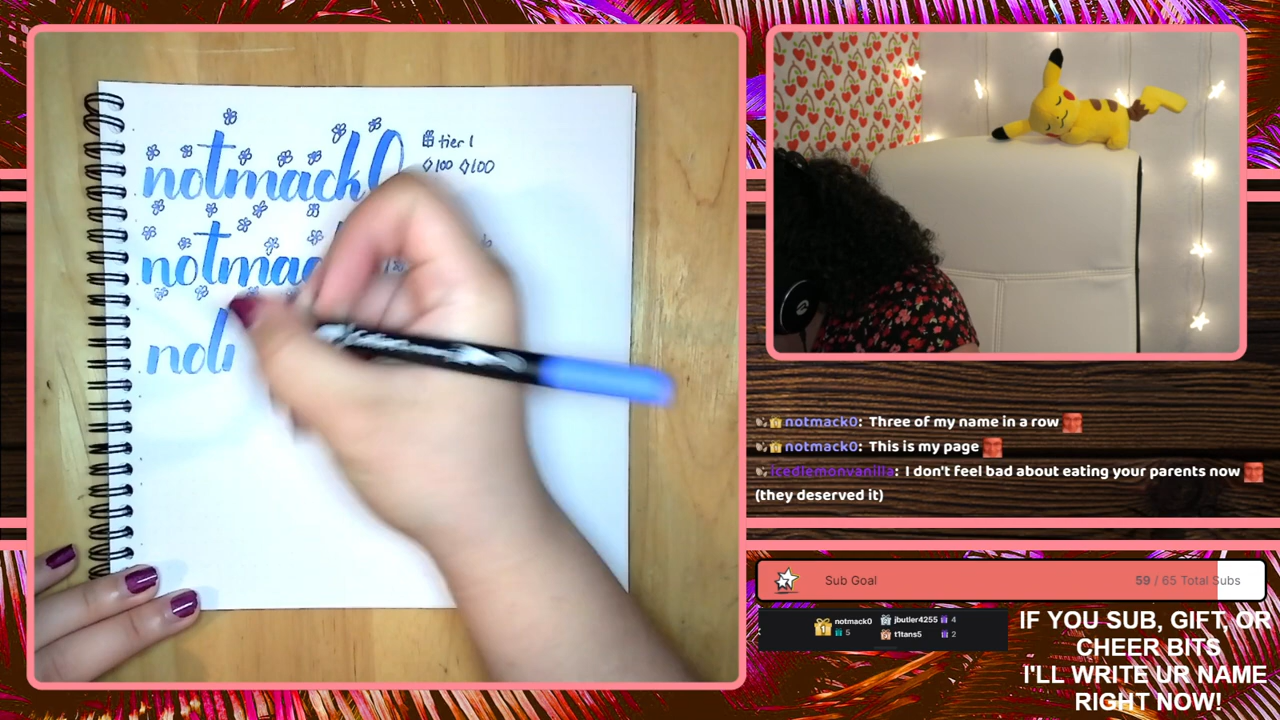 notmack0
tier 1
100 100
notmac
not
notmack0: Three of my name in a row
notmack0: This is my page
icedlemonvanilla: I don't feel bad about eating your parents now
(they deserved it)
Sub Goal
59 / 65 Total Subs
1 notmack0 5
jbutler4255 4
t1tans5 2
IF YOU SUB, GIFT, OR
CHEER BITS
I'LL WRITE UR NAME
RIGHT NOW!